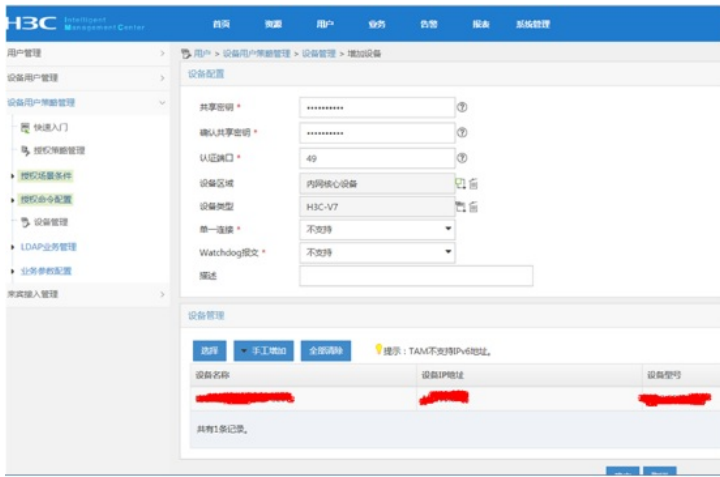 H3C Intelligent Management Center
首页 资源 用户 业务 告警 报表 系统管理
用户管理
设备用户管理
设备用户策略管理
快速入门
授权策略管理
授权场景条件
授权命令配置
设备管理
LDAP业务管理
业务参数配置
来宾接入管理
用户 > 设备用户策略管理 > 设备管理 > 增加设备
设备配置
共享密钥 * ••••••••••
确认共享密钥 * ••••••••••
认证端口 * 49
设备区域 内网核心设备
设备类型 H3C-V7
单一连接 * 不支持
Watchdog报文 * 不支持
描述
设备管理
选择 手工增加 全部清除 提示：TAM不支持IPv6地址。
设备名称 设备IP地址 设备型号
共有1条记录。